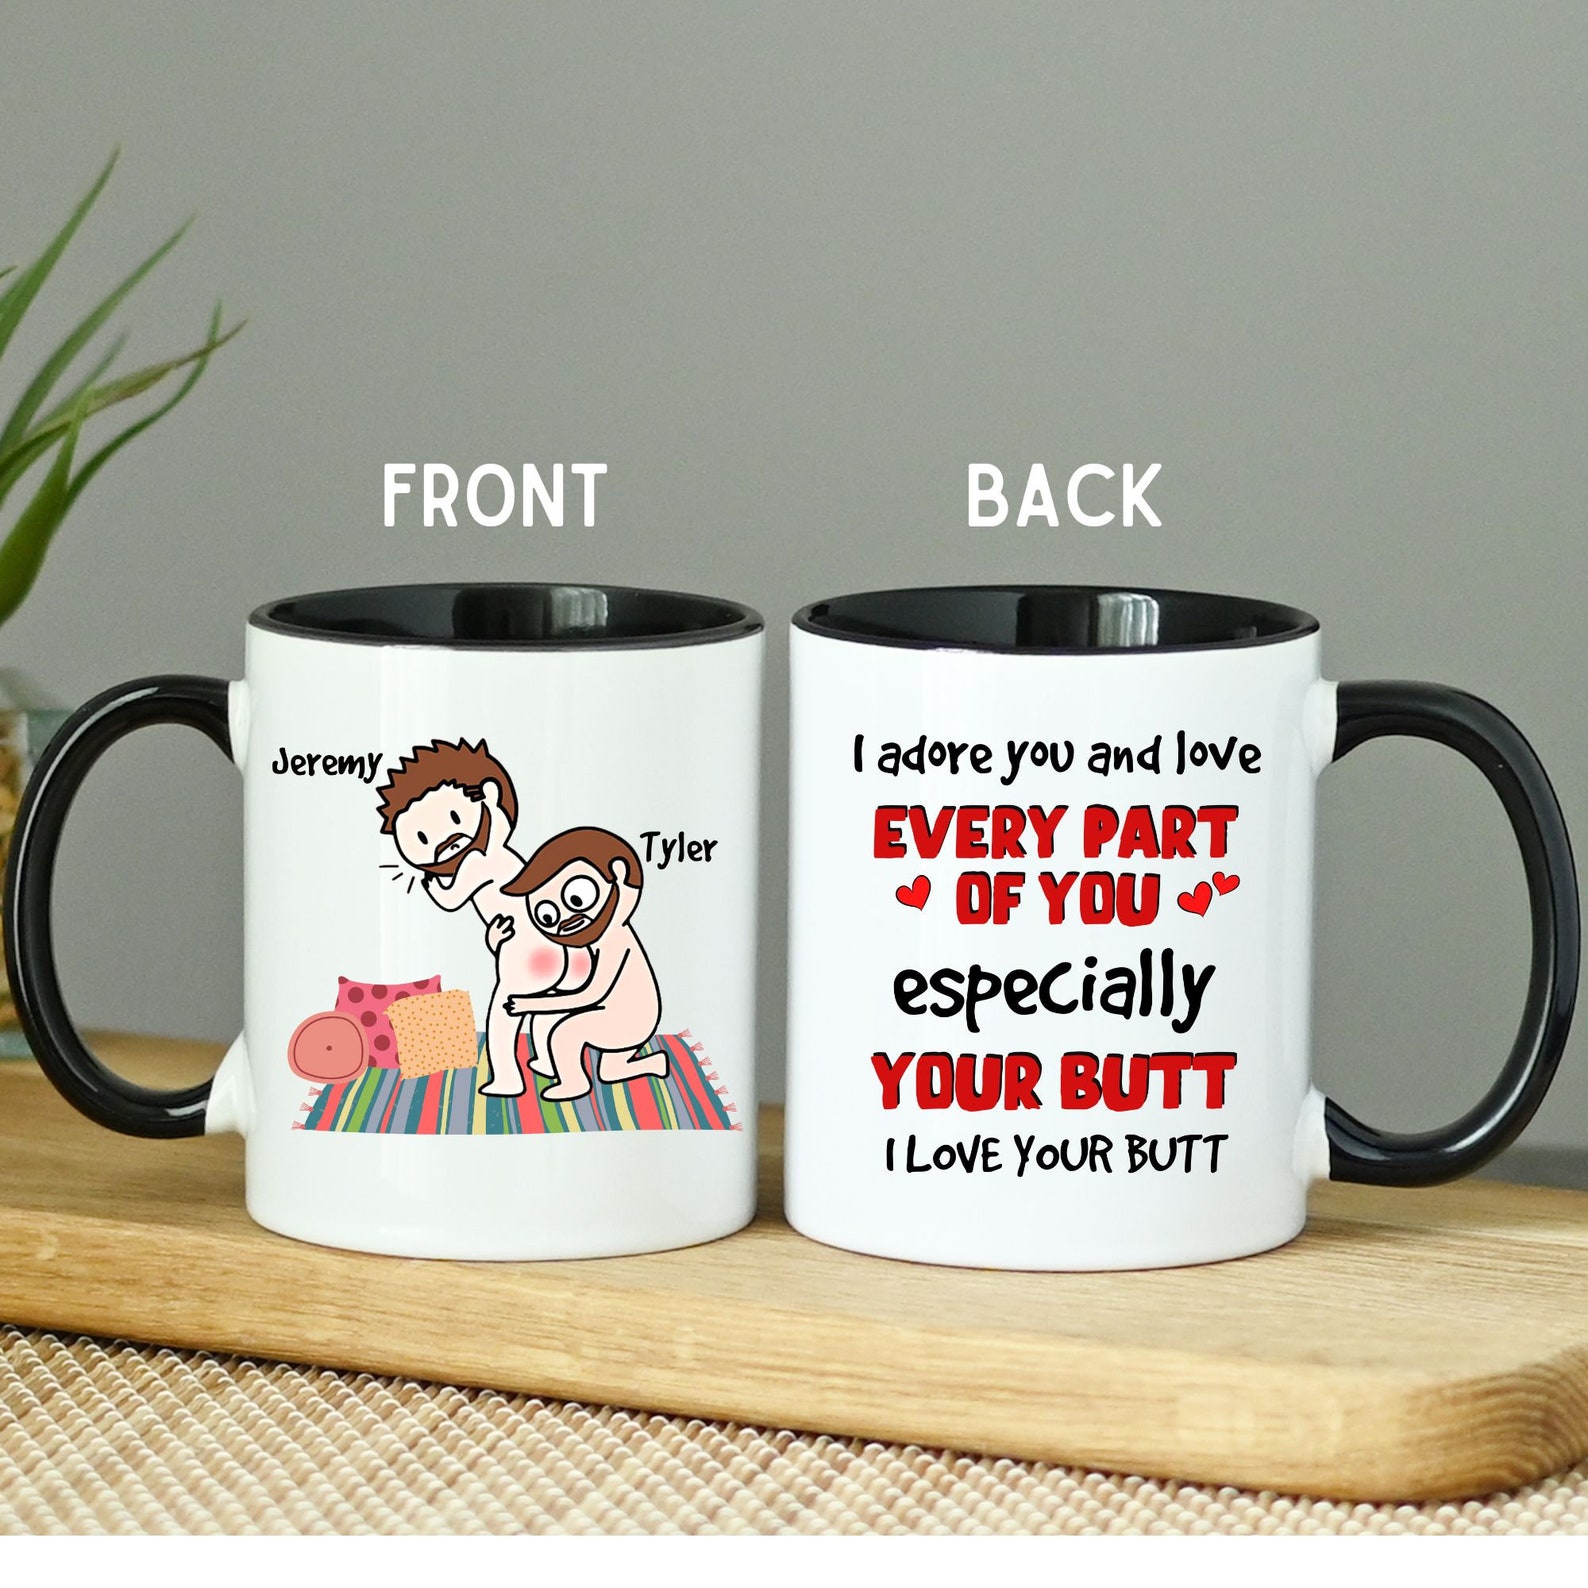 FRONT
BACK
Jeremy
Tyler
I adore you and love
EVERY PART
OF YOU
especially
YOUR BUTT
I LOVE YOUR BUTT